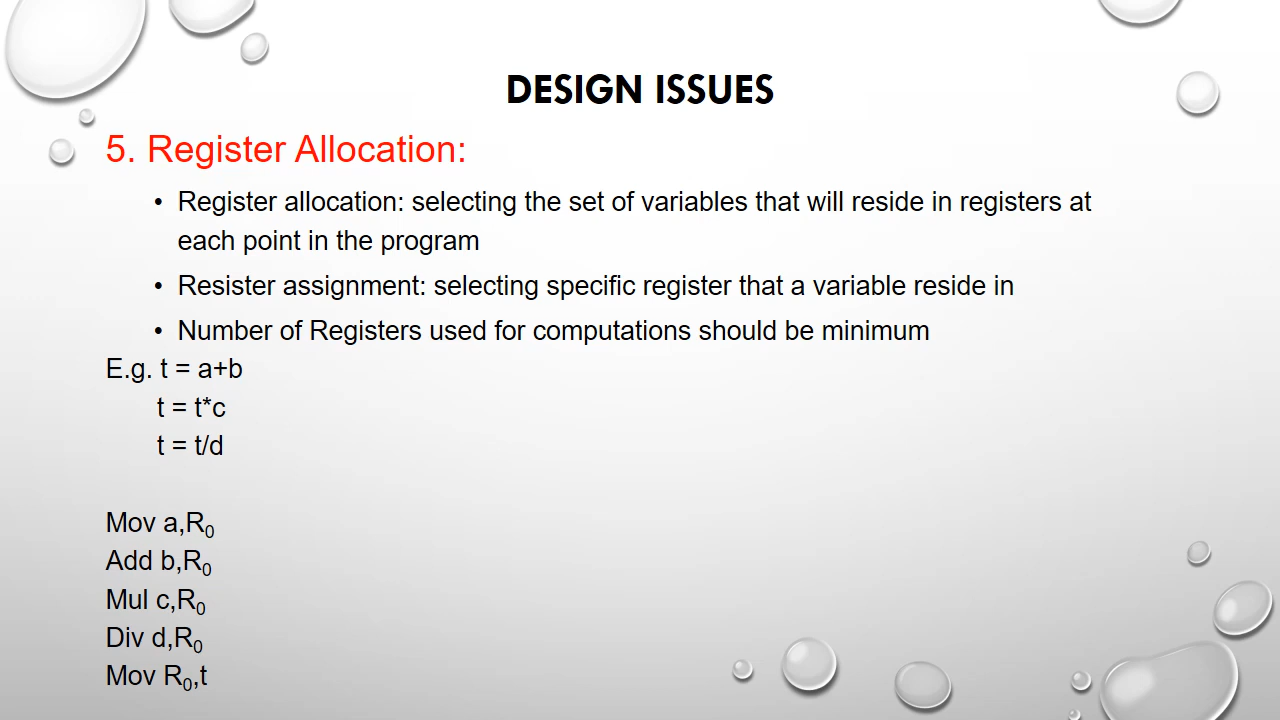 DESIGN ISSUES
5. Register Allocation:
• Register allocation: selecting the set of variables that will reside in registers at
each point in the program
• Resister assignment: selecting specific register that a variable reside in
• Number of Registers used for computations should be minimum
E.g. t = a+b
t = t*c
t = t/d
Mov a,R₀
Add b,R₀
Mul c,R₀
Div d,R₀
Mov R₀,t